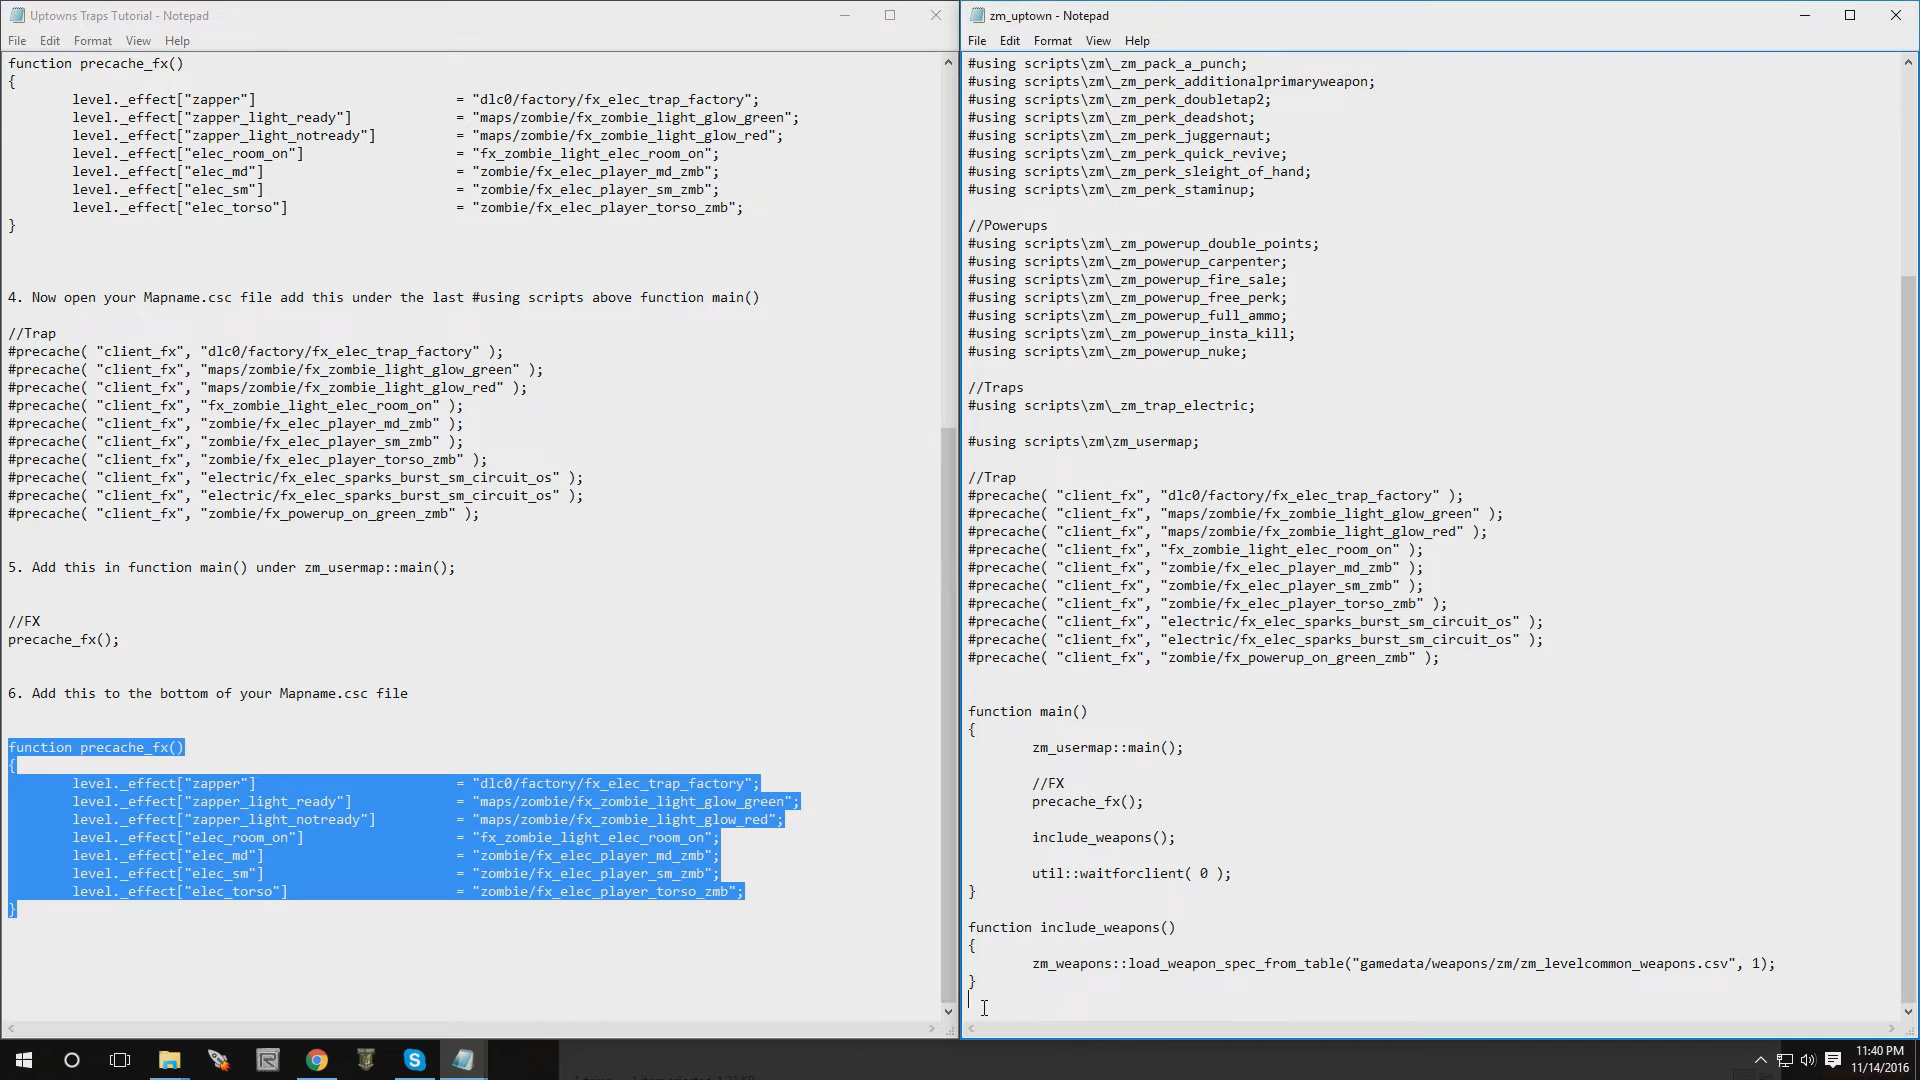 Uptowns Traps Tutorial - Notepad
File Edit Format View Help
function precache_fx()
{
level._effect["zapper"] = "dlc0/factory/fx_elec_trap_factory";
level._effect["zapper_light_ready"] = "maps/zombie/fx_zombie_light_glow_green";
level._effect["zapper_light_notready"] = "maps/zombie/fx_zombie_light_glow_red";
level._effect["elec_room_on"] = "fx_zombie_light_elec_room_on";
level._effect["elec_md"] = "zombie/fx_elec_player_md_zmb";
level._effect["elec_sm"] = "zombie/fx_elec_player_sm_zmb";
level._effect["elec_torso"] = "zombie/fx_elec_player_torso_zmb";
}
4. Now open your Mapname.csc file add this under the last #using scripts above function main()
//Trap
#precache( "client_fx", "dlc0/factory/fx_elec_trap_factory" );
#precache( "client_fx", "maps/zombie/fx_zombie_light_glow_green" );
#precache( "client_fx", "maps/zombie/fx_zombie_light_glow_red" );
#precache( "client_fx", "fx_zombie_light_elec_room_on" );
#precache( "client_fx", "zombie/fx_elec_player_md_zmb" );
#precache( "client_fx", "zombie/fx_elec_player_sm_zmb" );
#precache( "client_fx", "zombie/fx_elec_player_torso_zmb" );
#precache( "client_fx", "electric/fx_elec_sparks_burst_sm_circuit_os" );
#precache( "client_fx", "electric/fx_elec_sparks_burst_sm_circuit_os" );
#precache( "client_fx", "zombie/fx_powerup_on_green_zmb" );
5. Add this in function main() under zm_usermap::main();
//FX
precache_fx();
6. Add this to the bottom of your Mapname.csc file
function precache_fx()
{
level._effect["zapper"] = "dlc0/factory/fx_elec_trap_factory";
level._effect["zapper_light_ready"] = "maps/zombie/fx_zombie_light_glow_green";
level._effect["zapper_light_notready"] = "maps/zombie/fx_zombie_light_glow_red";
level._effect["elec_room_on"] = "fx_zombie_light_elec_room_on";
level._effect["elec_md"] = "zombie/fx_elec_player_md_zmb";
level._effect["elec_sm"] = "zombie/fx_elec_player_sm_zmb";
level._effect["elec_torso"] = "zombie/fx_elec_player_torso_zmb";
}
zm_uptown - Notepad
File Edit Format View Help
#using scripts\zm\_zm_pack_a_punch;
#using scripts\zm\_zm_perk_additionalprimaryweapon;
#using scripts\zm\_zm_perk_doubletap2;
#using scripts\zm\_zm_perk_deadshot;
#using scripts\zm\_zm_perk_juggernaut;
#using scripts\zm\_zm_perk_quick_revive;
#using scripts\zm\_zm_perk_sleight_of_hand;
#using scripts\zm\_zm_perk_staminup;
//Powerups
#using scripts\zm\_zm_powerup_double_points;
#using scripts\zm\_zm_powerup_carpenter;
#using scripts\zm\_zm_powerup_fire_sale;
#using scripts\zm\_zm_powerup_free_perk;
#using scripts\zm\_zm_powerup_full_ammo;
#using scripts\zm\_zm_powerup_insta_kill;
#using scripts\zm\_zm_powerup_nuke;
//Traps
#using scripts\zm\_zm_trap_electric;
#using scripts\zm\zm_usermap;
//Trap
#precache( "client_fx", "dlc0/factory/fx_elec_trap_factory" );
#precache( "client_fx", "maps/zombie/fx_zombie_light_glow_green" );
#precache( "client_fx", "maps/zombie/fx_zombie_light_glow_red" );
#precache( "client_fx", "fx_zombie_light_elec_room_on" );
#precache( "client_fx", "zombie/fx_elec_player_md_zmb" );
#precache( "client_fx", "zombie/fx_elec_player_sm_zmb" );
#precache( "client_fx", "zombie/fx_elec_player_torso_zmb" );
#precache( "client_fx", "electric/fx_elec_sparks_burst_sm_circuit_os" );
#precache( "client_fx", "electric/fx_elec_sparks_burst_sm_circuit_os" );
#precache( "client_fx", "zombie/fx_powerup_on_green_zmb" );
function main()
{
zm_usermap::main();
//FX
precache_fx();
include_weapons();
util::waitforclient( 0 );
}
function include_weapons()
{
zm_weapons::load_weapon_spec_from_table("gamedata/weapons/zm/zm_levelcommon_weapons.csv", 1);
}
11:40 PM
11/14/2016